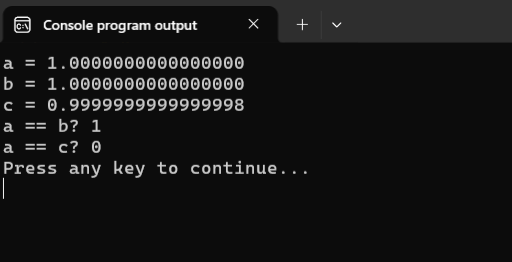 Console program output
a = 1.0000000000000000
b = 1.0000000000000000
c = 0.9999999999999998
a == b? 1
a == c? 0
Press any key to continue...